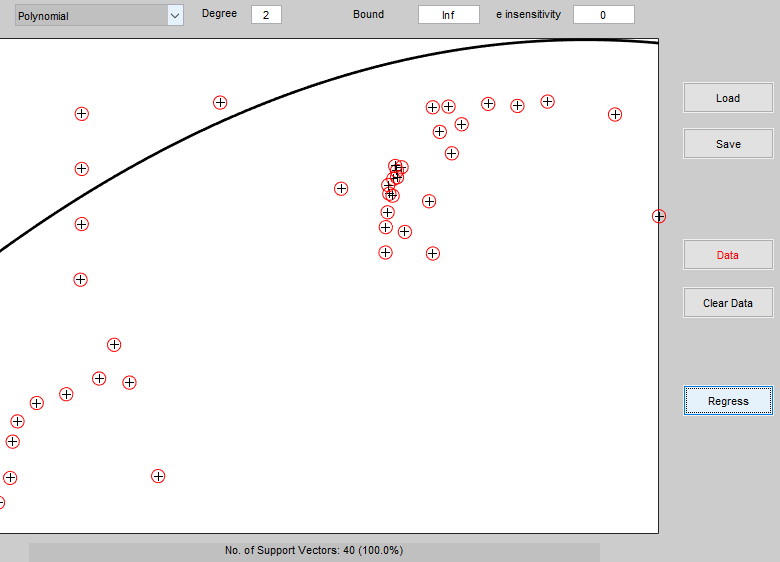 Polynomial Degree 2 Bound Inf e insensitivity 0
Load
Save
Data
Clear Data
Regress
No. of Support Vectors: 40 (100.0%)